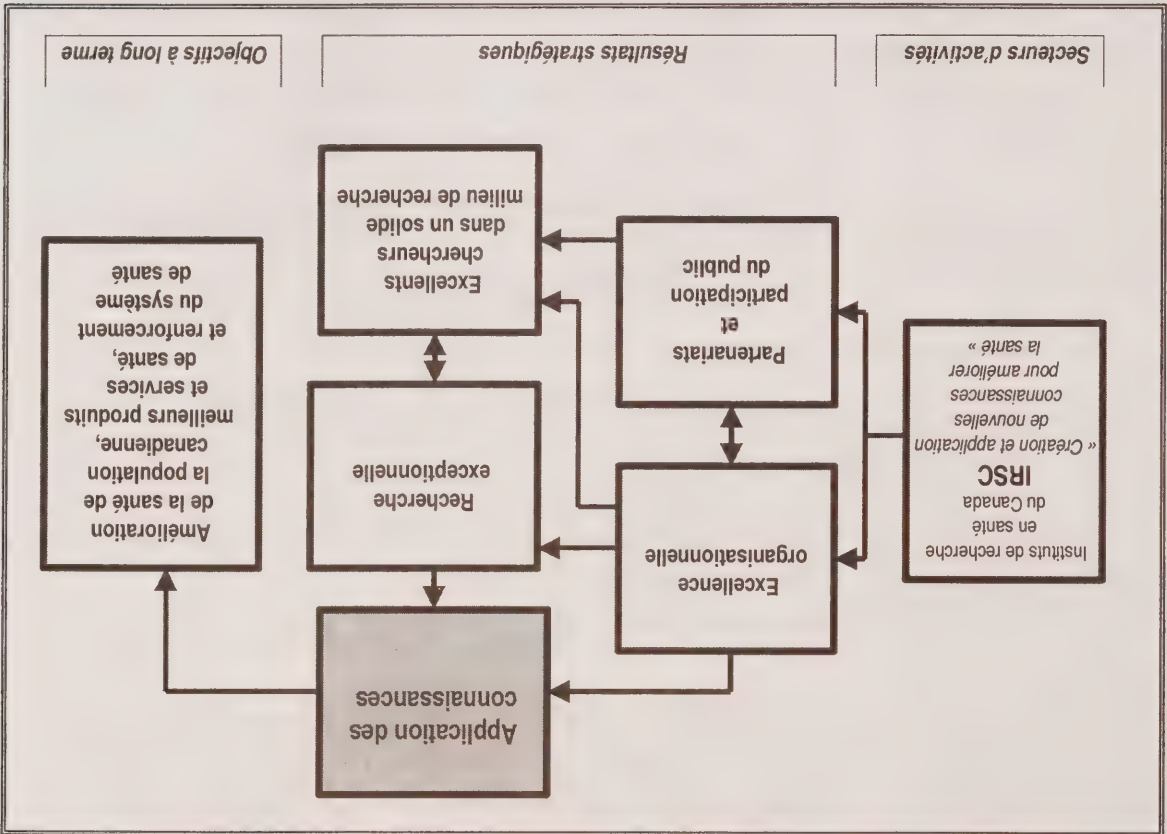 Instituts de recherche
en santé
du Canada
IRSC
« Création et application
de nouvelles
connaissances
pour améliorer
la santé »
Excellence
organisationnelle
Partenariats
et
participation
du public
Application des
connaissances
Recherche
exceptionnelle
Excellents
chercheurs
dans un solide
milieu de recherche
Amélioration
de la santé de
la population
canadienne,
meilleurs produits
et services
de santé,
et renforcement
du système
de santé
Secteurs d'activités
Résultats stratégiques
Objectifs à long terme